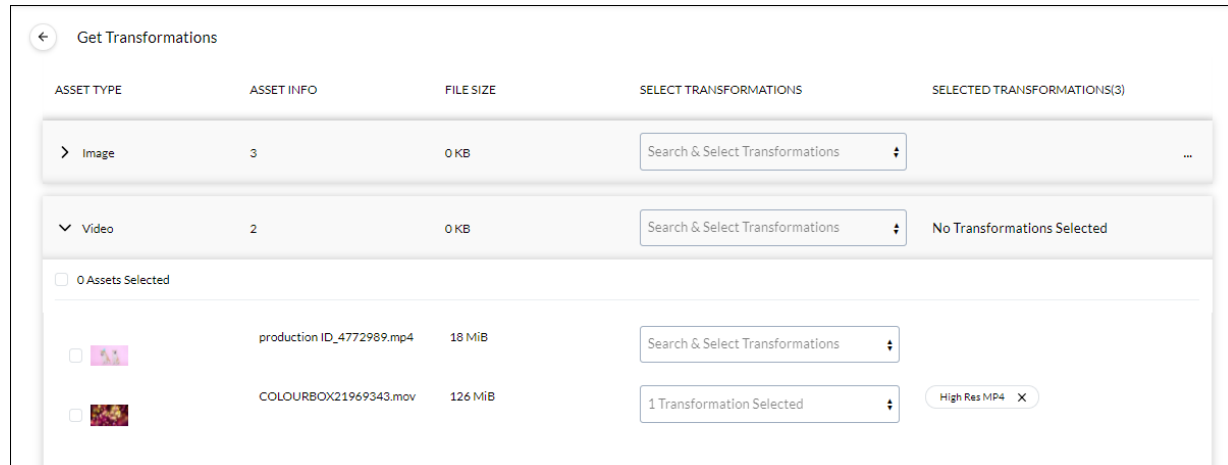 Get Transformations
ASSET TYPE ASSET INFO FILE SIZE SELECT TRANSFORMATIONS SELECTED TRANSFORMATIONS(3)
Image 3 0 KB Search & Select Transformations ...
Video 2 0 KB Search & Select Transformations No Transformations Selected
0 Assets Selected
production ID_4772989.mp4 18 MiB Search & Select Transformations
COLOURBOX21969343.mov 126 MiB 1 Transformation Selected High Res MP4 X